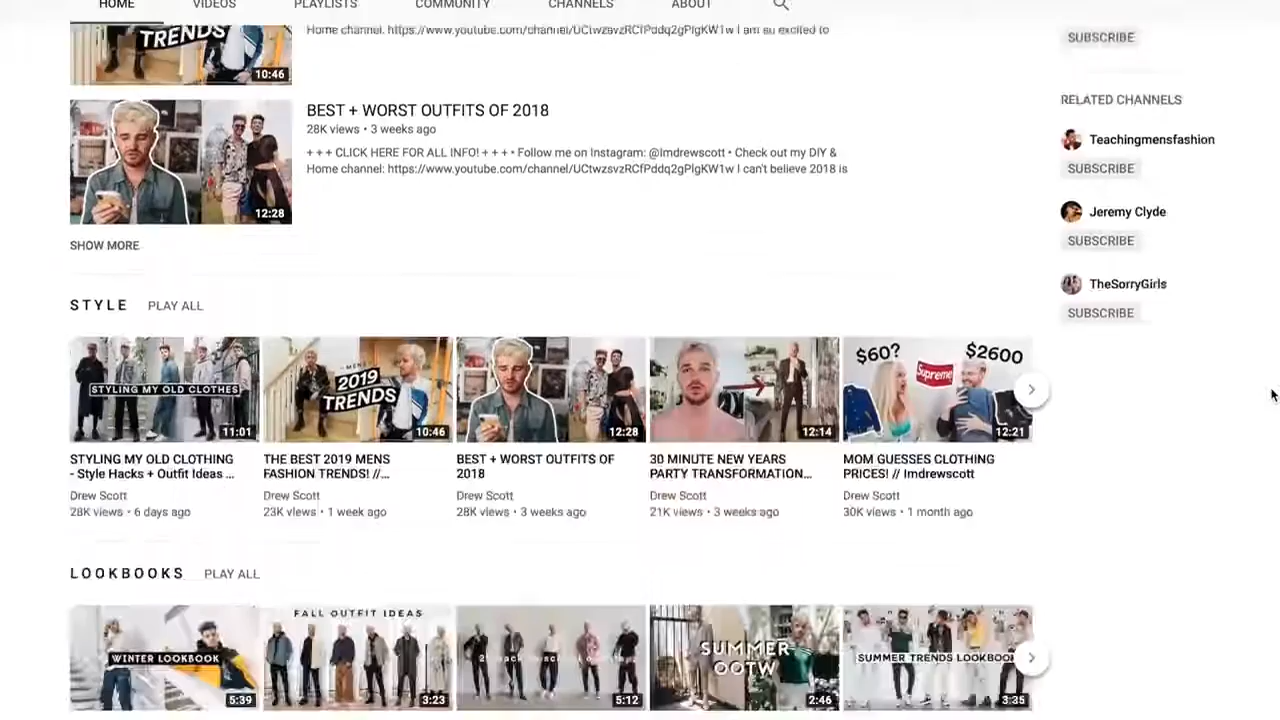 HOME VIDEOS PLAYLISTS COMMUNITY CHANNELS ABOUT
TRENDS
10:46
Home channel: https://www.youtube.com/channel/UCtwzsvzRCfPddq2gPlgKW1w I am so excited to
SUBSCRIBE
BEST + WORST OUTFITS OF 2018
28K views • 3 weeks ago
+ + + CLICK HERE FOR ALL INFO! + + + • Follow me on Instagram: @Imdrewscott • Check out my DIY &
Home channel: https://www.youtube.com/channel/UCtwzsvzRCfPddq2gPlgKW1w I can't believe 2018 is
12:28
RELATED CHANNELS
Teachingmensfashion
SUBSCRIBE
Jeremy Clyde
SUBSCRIBE
TheSorryGirls
SUBSCRIBE
SHOW MORE
STYLE PLAY ALL
STYLING MY OLD CLOTHES
11:01
STYLING MY OLD CLOTHING
- Style Hacks + Outfit Ideas ...
Drew Scott
28K views • 6 days ago
MENS
2019
TRENDS
10:46
THE BEST 2019 MENS
FASHION TRENDS! //...
Drew Scott
23K views • 1 week ago
12:28
BEST + WORST OUTFITS OF
2018
Drew Scott
28K views • 3 weeks ago
12:14
30 MINUTE NEW YEARS
PARTY TRANSFORMATION...
Drew Scott
21K views • 3 weeks ago
$60? $2600
Supreme
12:21
MOM GUESSES CLOTHING
PRICES! // Imdrewscott
Drew Scott
30K views • 1 month ago
LOOKBOOKS PLAY ALL
WINTER LOOKBOOK
5:39
FALL OUTFIT IDEAS
3:23
5:12
SUMMER
OOTW
2:46
SUMMER TRENDS LOOKBOOK
3:35